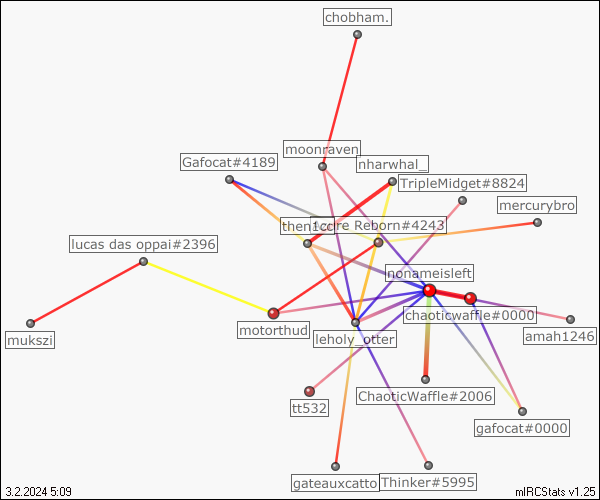 chobham.
moonraven
nharwhal_
Gafocat#4189
TripleMidget#8824
mercurybro
Reborn#4243
lucas das oppai#2396
nonameisleft
chaoticwaffle#0000
motorthud
leholy_otter
amah1246
mukszi
ChaoticWaffle#2006
tt532
gafocat#0000
gateauxcatto
Thinker#5995
3.2.2024 5:09
mIRCStats v1.25